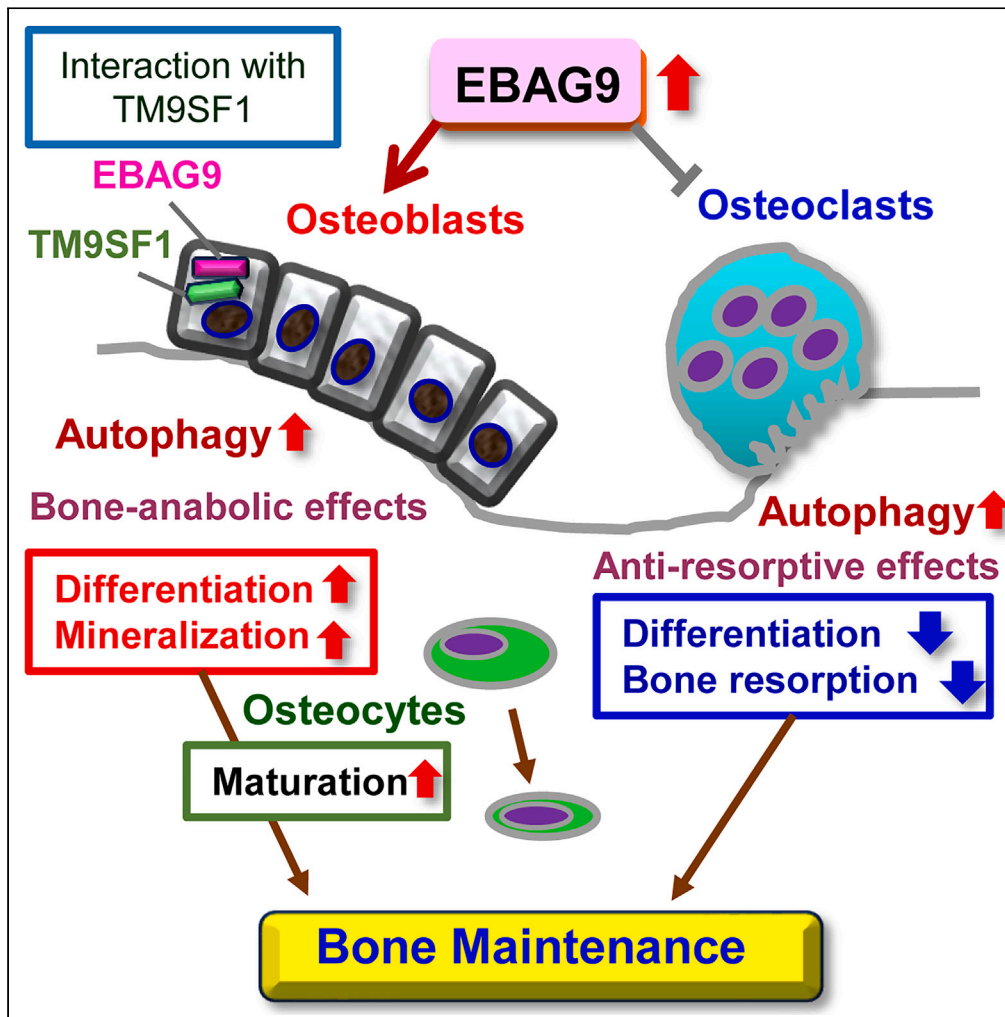 Interaction with
TM9SF1
EBAG9
EBAG9
TM9SF1
Osteoblasts
Osteoclasts
Autophagy
Bone-anabolic effects
Autophagy
Anti-resorptive effects
Differentiation
Mineralization
Differentiation
Bone resorption
Osteocytes
Maturation
Bone Maintenance